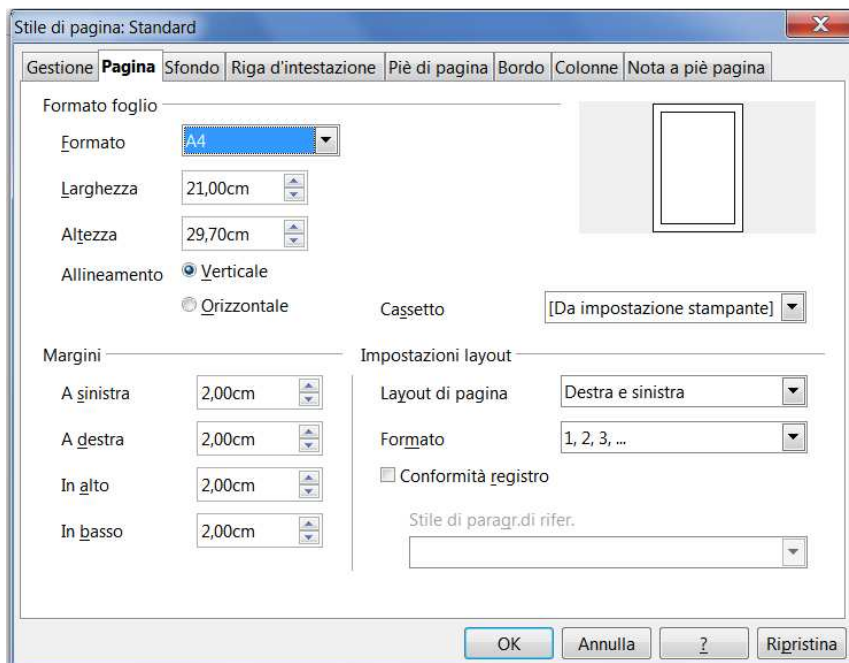 Stile di pagina: Standard
Gestione Pagina Sfondo Riga d'intestazione Piè di pagina Bordo Colonne Nota a piè pagina
Formato foglio
Formato A4
Larghezza 21,00cm
Altezza 29,70cm
Allineamento Verticale
Orizzontale
Cassetto [Da impostazione stampante]
Margini
A sinistra 2,00cm
A destra 2,00cm
In alto 2,00cm
In basso 2,00cm
Impostazioni layout
Layout di pagina Destra e sinistra
Formato 1, 2, 3, ...
Conformità registro
Stile di paragr.di rifer.
OK Annulla ? Ripristina